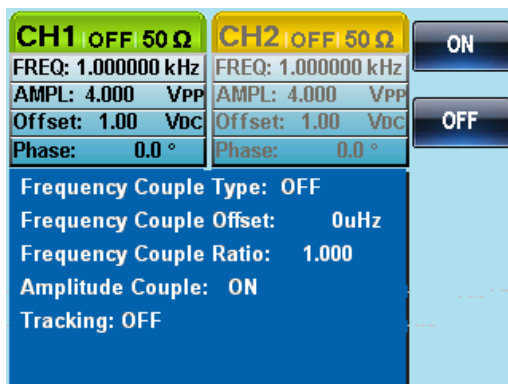 CH1 OFF 50 Ω CH2 OFF 50 Ω ON
FREQ: 1.000000 kHz FREQ: 1.000000 kHz
AMPL: 4.000 VPP AMPL: 4.000 VPP
Offset: 1.00 VDC Offset: 1.00 VDC OFF
Phase: 0.0 ° Phase: 0.0 °
Frequency Couple Type: OFF
Frequency Couple Offset: 0uHz
Frequency Couple Ratio: 1.000
Amplitude Couple: ON
Tracking: OFF